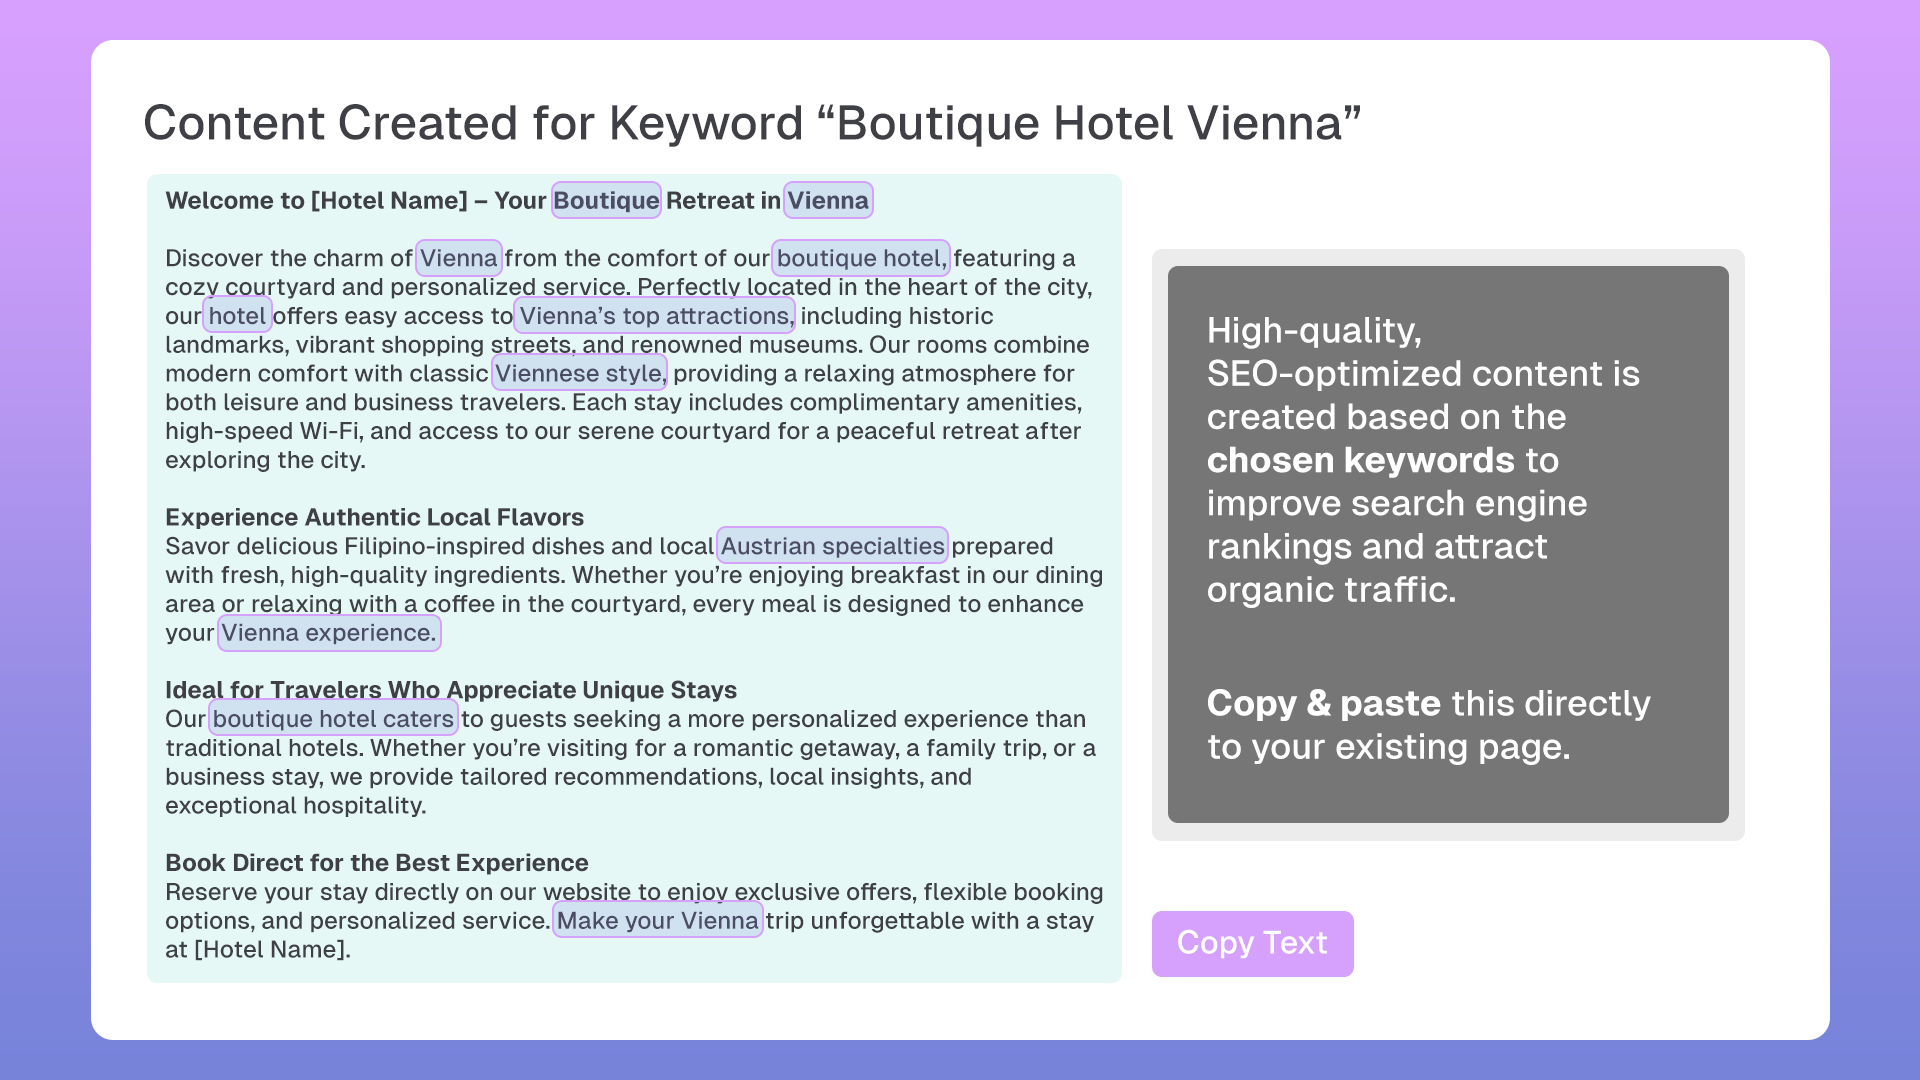 Content Created for Keyword “Boutique Hotel Vienna”
Welcome to [Hotel Name] – Your Boutique Retreat in Vienna
Discover the charm of Vienna from the comfort of our boutique hotel, featuring a
cozy courtyard and personalized service. Perfectly located in the heart of the city,
our hotel offers easy access to Vienna’s top attractions, including historic
landmarks, vibrant shopping streets, and renowned museums. Our rooms combine
modern comfort with classic Viennese style, providing a relaxing atmosphere for
both leisure and business travelers. Each stay includes complimentary amenities,
high-speed Wi-Fi, and access to our serene courtyard for a peaceful retreat after
exploring the city.
Experience Authentic Local Flavors
Savor delicious Filipino-inspired dishes and local Austrian specialties prepared
with fresh, high-quality ingredients. Whether you’re enjoying breakfast in our dining
area or relaxing with a coffee in the courtyard, every meal is designed to enhance
your Vienna experience.
Ideal for Travelers Who Appreciate Unique Stays
Our boutique hotel caters to guests seeking a more personalized experience than
traditional hotels. Whether you’re visiting for a romantic getaway, a family trip, or a
business stay, we provide tailored recommendations, local insights, and
exceptional hospitality.
Book Direct for the Best Experience
Reserve your stay directly on our website to enjoy exclusive offers, flexible booking
options, and personalized service. Make your Vienna trip unforgettable with a stay
at [Hotel Name].
High-quality,
SEO-optimized content is
created based on the
chosen keywords to
improve search engine
rankings and attract
organic traffic.
Copy & paste this directly
to your existing page.
Copy Text